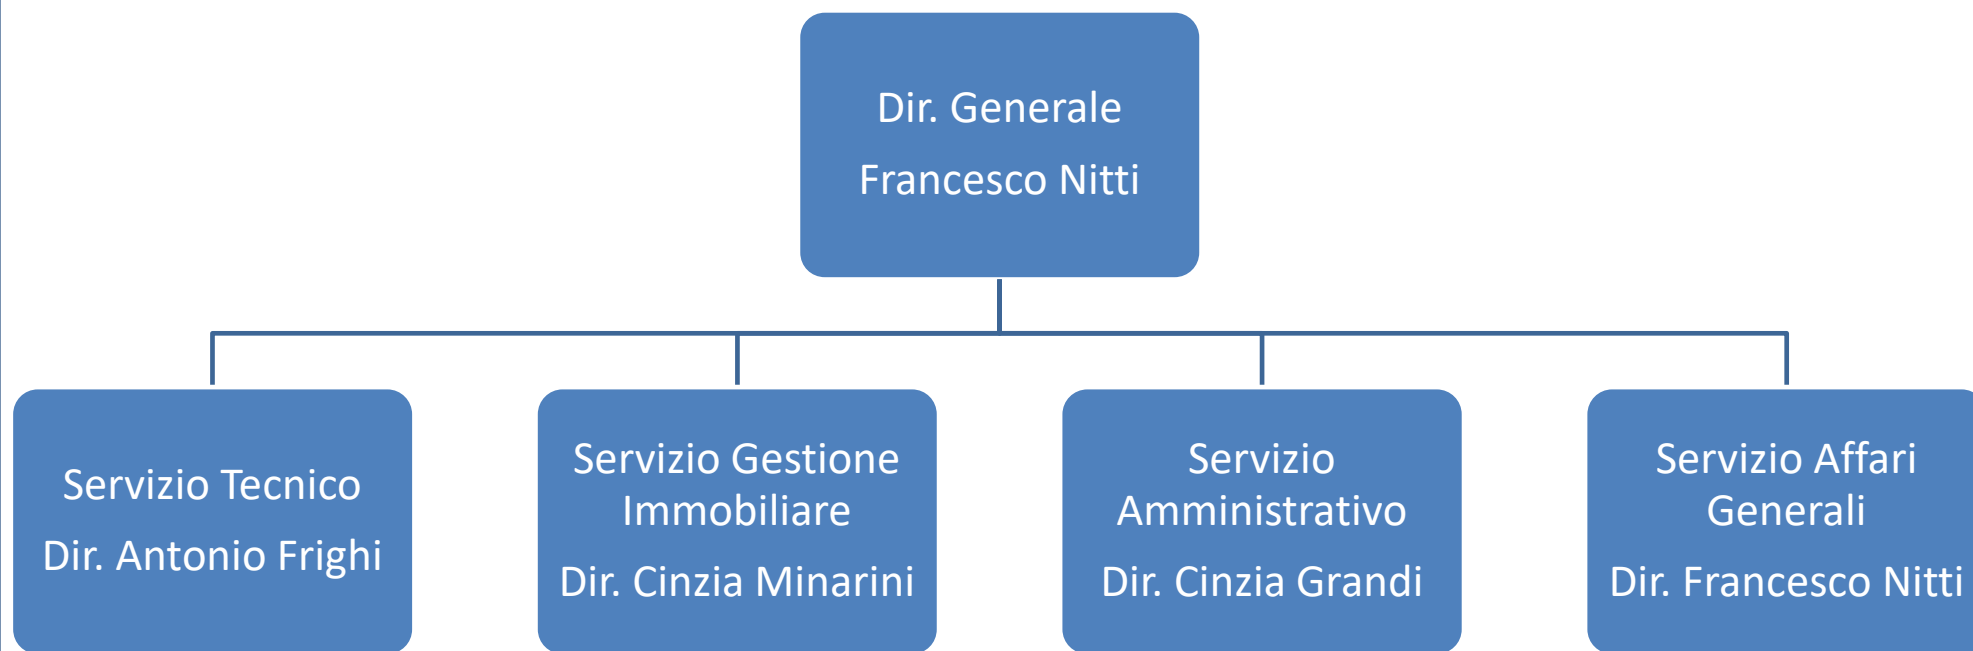 Dir. Generale
Francesco Nitti
Servizio Tecnico
Dir. Antonio Frighi
Servizio Gestione
Immobiliare
Dir. Cinzia Minarini
Servizio
Amministrativo
Dir. Cinzia Grandi
Servizio Affari
Generali
Dir. Francesco Nitti